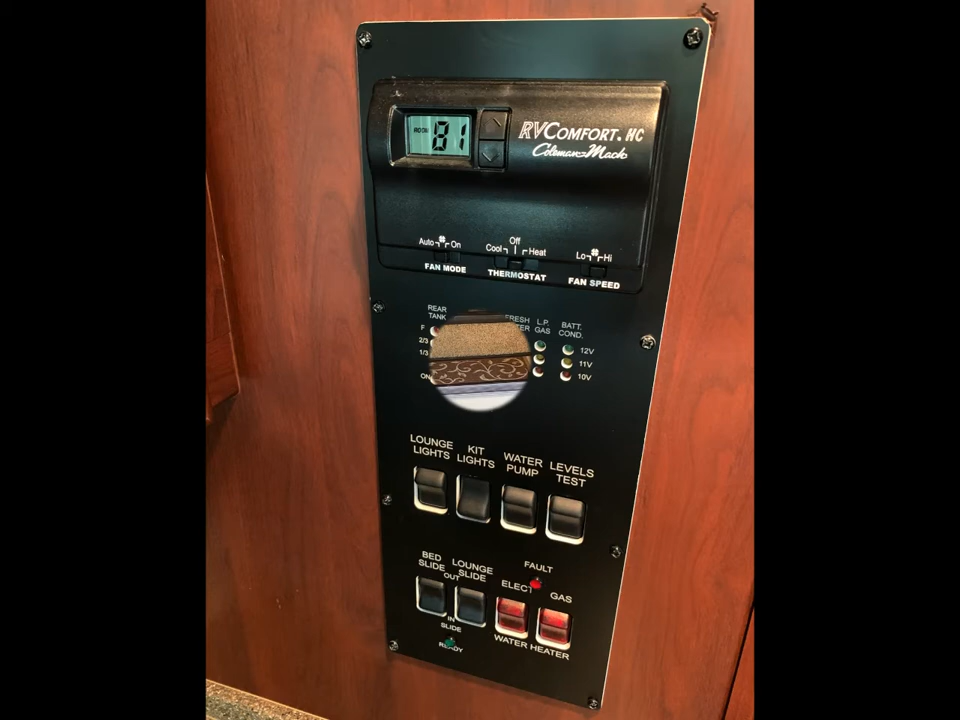 ROOM 81
RVCOMFORT.HC
Coleman-Mach
Auto On
FAN MODE
Off
Cool Heat
THERMOSTAT
Lo Hi
FAN SPEED
REAR
TANK
L.P.
GAS
BATT.
COND.
F
2/3
1/3
12V
11V
10V
LOUNGE
LIGHTS
KIT
LIGHTS
WATER
PUMP
LEVELS
TEST
BED
SLIDE
LOUNGE
SLIDE
OUT
IN
SLIDE
READY
FAULT
ELECT
GAS
WATER HEATER